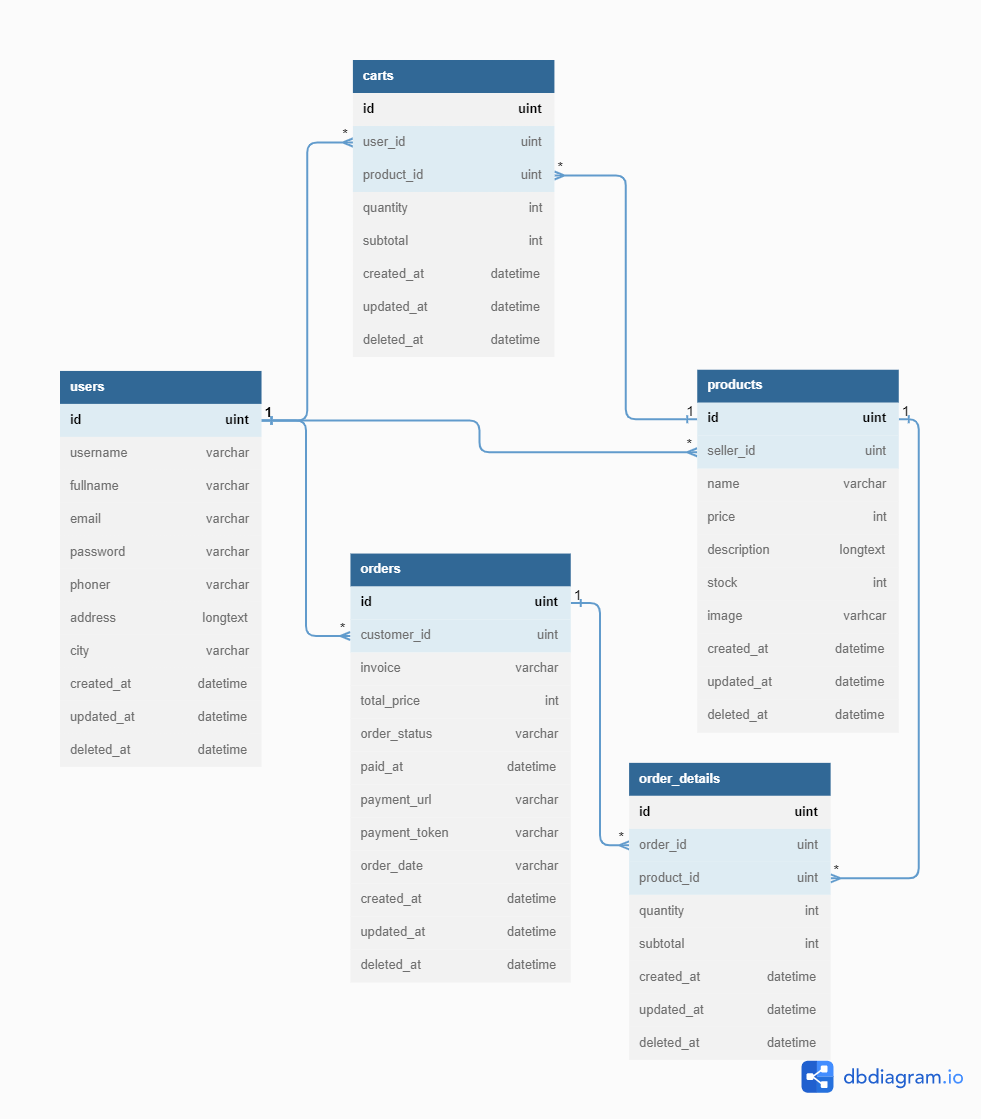 carts
id uint
* user_id uint
product_id uint *
quantity int
subtotal int
created_at datetime
updated_at datetime
deleted_at datetime
users
id uint 1
username varchar
fullname varchar
email varchar
password varchar
phoner varchar
address longtext
city varchar
created_at datetime
updated_at datetime
deleted_at datetime
products
1 id uint 1
* seller_id uint
name varchar
price int
description longtext
stock int
image varhcar
created_at datetime
updated_at datetime
deleted_at datetime
orders
id uint 1
* customer_id uint
invoice varchar
total_price int
order_status varchar
paid_at datetime
payment_url varchar
payment_token varchar
order_date varchar
created_at datetime
updated_at datetime
deleted_at datetime
order_details
id uint
* order_id uint
product_id uint *
quantity int
subtotal int
created_at datetime
updated_at datetime
deleted_at datetime
dbdiagram.io